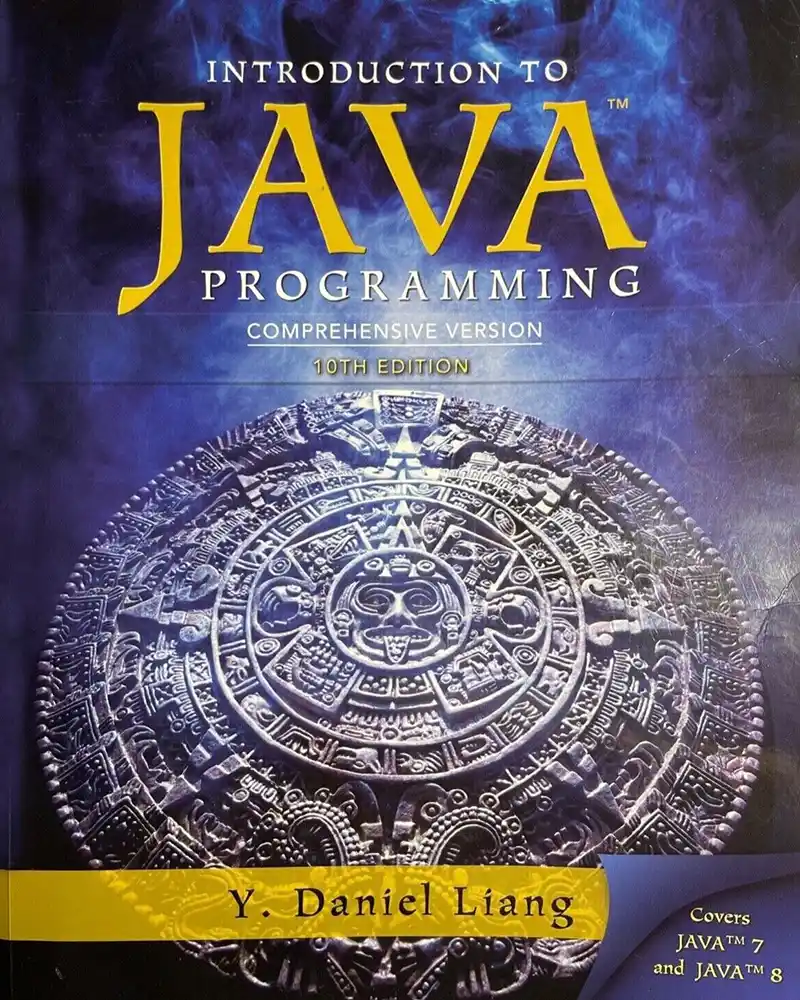 INTRODUCTION TO
JAVA™
PROGRAMMING
COMPREHENSIVE VERSION
10TH EDITION
Y. Daniel Liang
Covers
JAVA™ 7
and JAVA™ 8